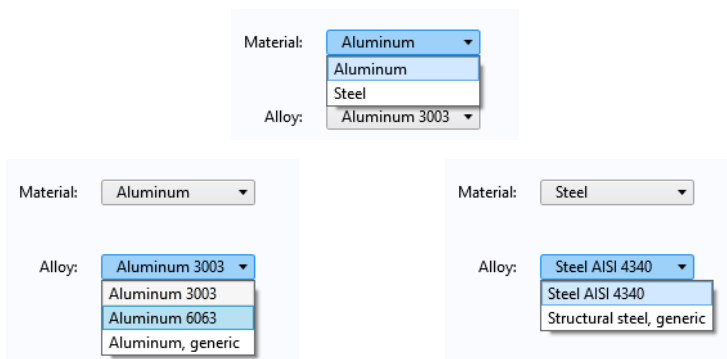 Material: Aluminum
Aluminum
Steel
Alloy: Aluminum 3003
Material: Aluminum
Alloy: Aluminum 3003
Aluminum 3003
Aluminum 6063
Aluminum, generic
Material: Steel
Alloy: Steel AISI 4340
Steel AISI 4340
Structural steel, generic